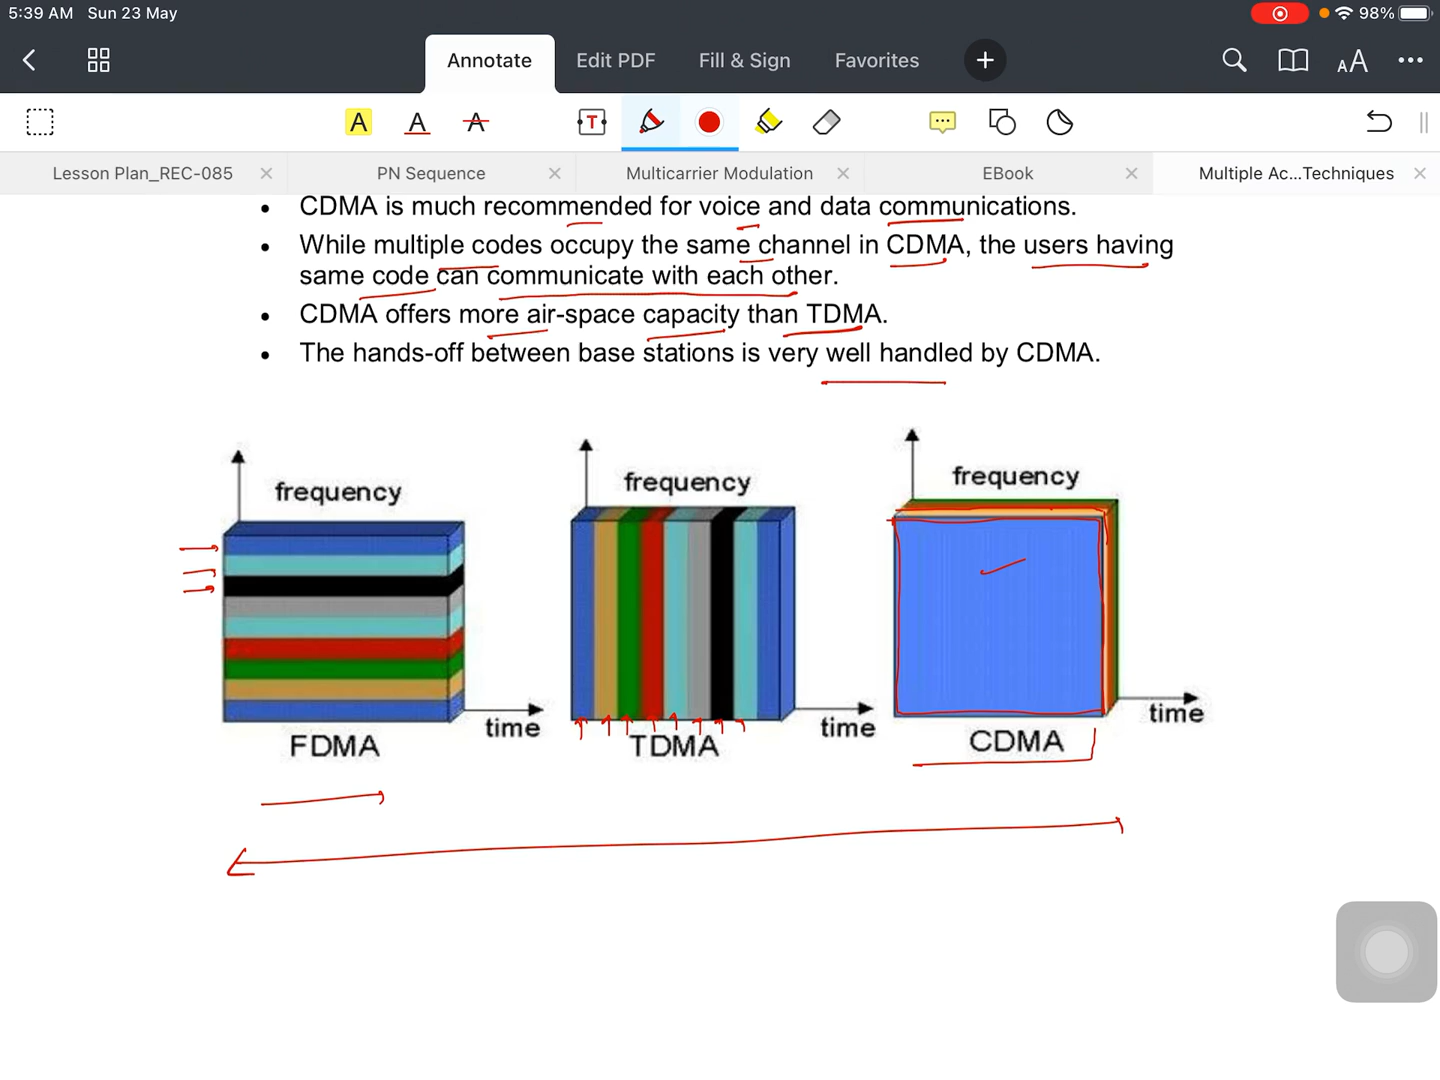 5:39 AM Sun 23 May 98%
Annotate Edit PDF Fill & Sign Favorites + AA
A A A T
Lesson Plan_REC-085 × PN Sequence × Multicarrier Modulation × EBook × Multiple Ac...Techniques ×
• CDMA is much recommended for voice and data communications.
• While multiple codes occupy the same channel in CDMA, the users having
same code can communicate with each other.
• CDMA offers more air-space capacity than TDMA.
• The hands-off between base stations is very well handled by CDMA.
frequency frequency frequency
time time time
FDMA TDMA CDMA